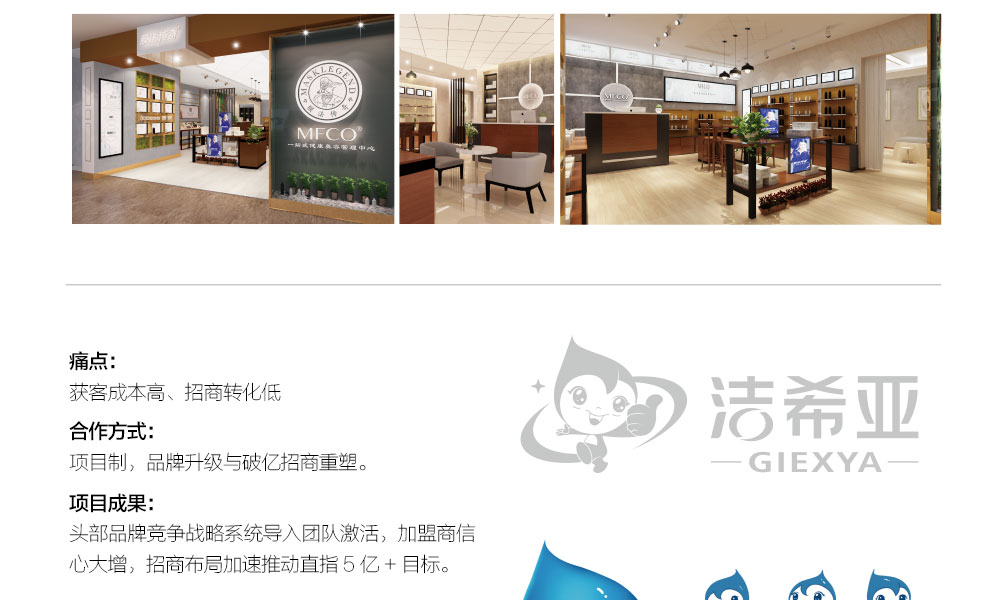 MASKLEGEND
MFCO®
一站式健康美容管理中心
MFCO
痛点：
获客成本高、招商转化低
合作方式：
项目制，品牌升级与破亿招商重塑。
项目成果：
头部品牌竞争战略系统导入团队激活，加盟商信
心大增，招商布局加速推动直指 5 亿 + 目标。
洁希亚
GIEXYA